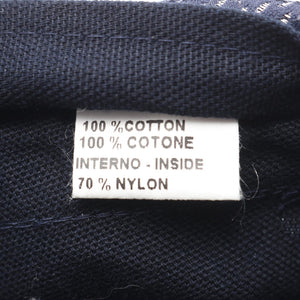 100 % COTTON
100 % COTONE
INTERNO - INSIDE
70 % NYLON